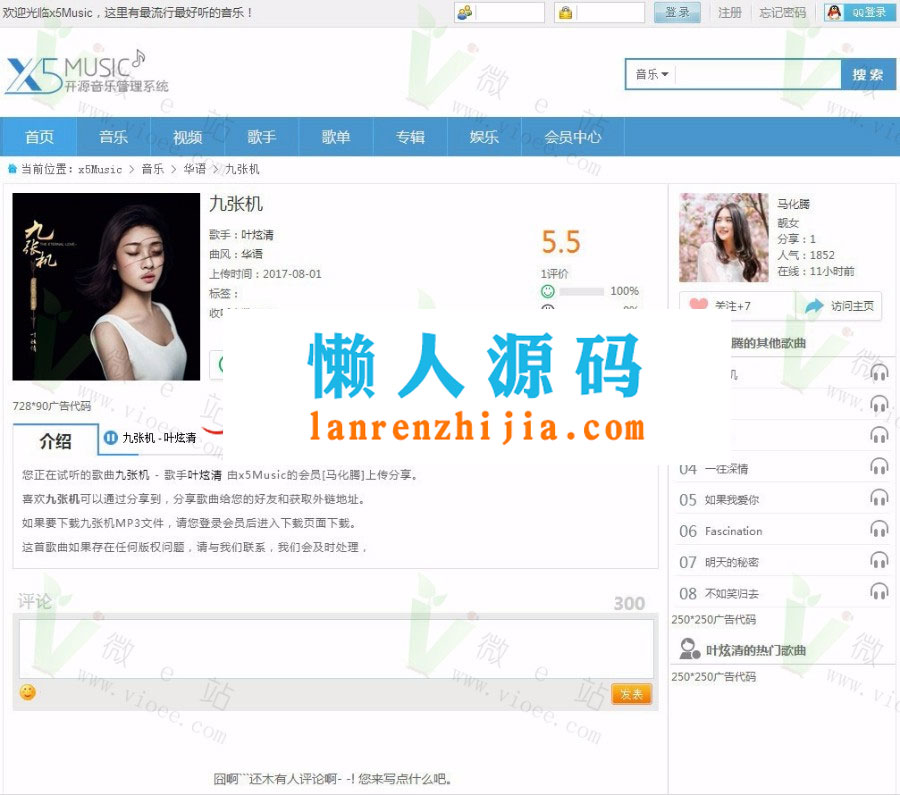 欢迎光临x5Music，这里有最流行最好听的音乐！
登录 注册 忘记密码 QQ登录
X5 MUSIC
开源音乐管理系统
音乐 搜索
首页 音乐 视频 歌手 歌单 专辑 娱乐 会员中心
当前位置：x5Music > 音乐 > 华语 > 九张机
九张机
THE ETERNAL LOVE
九张机
歌手：叶炫清
曲风：华语
上传时间：2017-08-01
标签：
5.5
1评价
100%
马化腾
靓女
分享：1
人气：1852
在线：11小时前
关注+7 访问主页
懒人源码
lanrenzhijia.com
728*90广告代码
介绍
九张机 - 叶炫清
您正在试听的歌曲九张机 - 歌手叶炫清 由x5Music的会员[马化腾]上传分享。
喜欢九张机可以通过分享到，分享歌曲给您的好友和获取外链地址。
如果要下载九张机MP3文件，请您登录会员后进入下载页面下载。
这首歌曲如果存在任何版权问题，请与我们联系，我们会及时处理，
腾的其他歌曲
机
04 一往深情
05 如果我爱你
06 Fascination
07 明天的秘密
08 不如笑归去
250*250广告代码
叶炫清的热门歌曲
250*250广告代码
评论 300
发表
囧啊```还木有人评论啊- -! 您来写点什么吧。
微e站
www.vioee.com